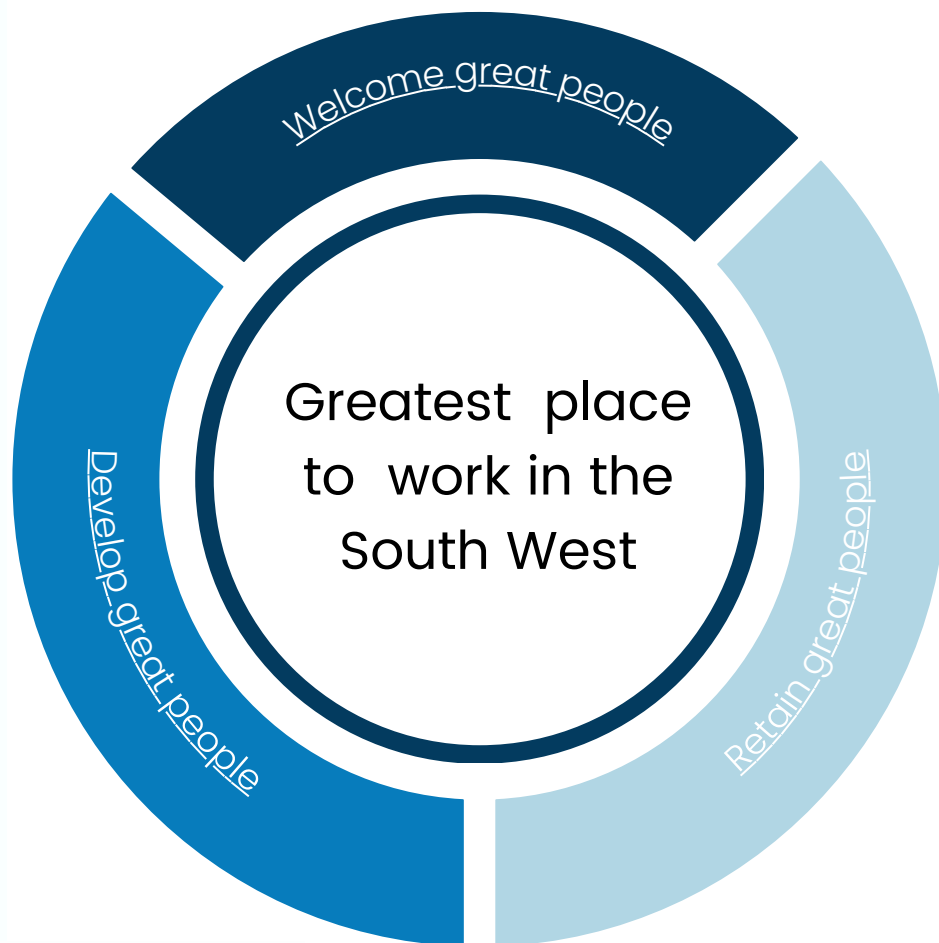 Welcome great people
Greatest place
to work in the
South West
Develop great people
Retain great people